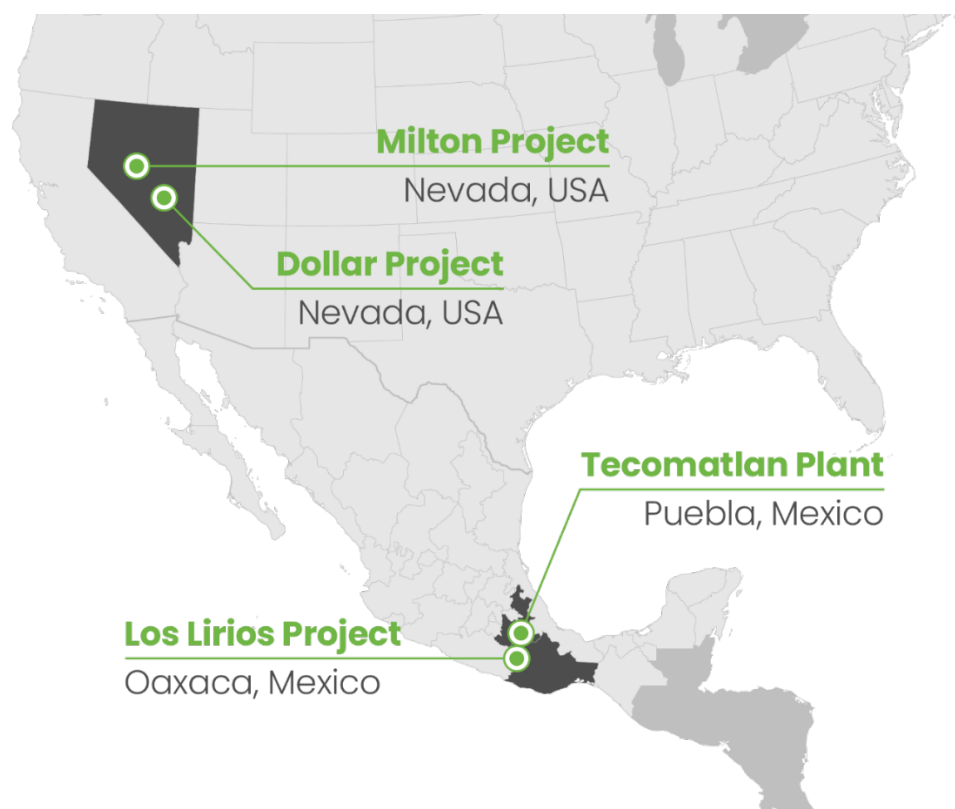 Milton Project
Nevada, USA
Dollar Project
Nevada, USA
Tecomatlan Plant
Puebla, Mexico
Los Lirios Project
Oaxaca, Mexico